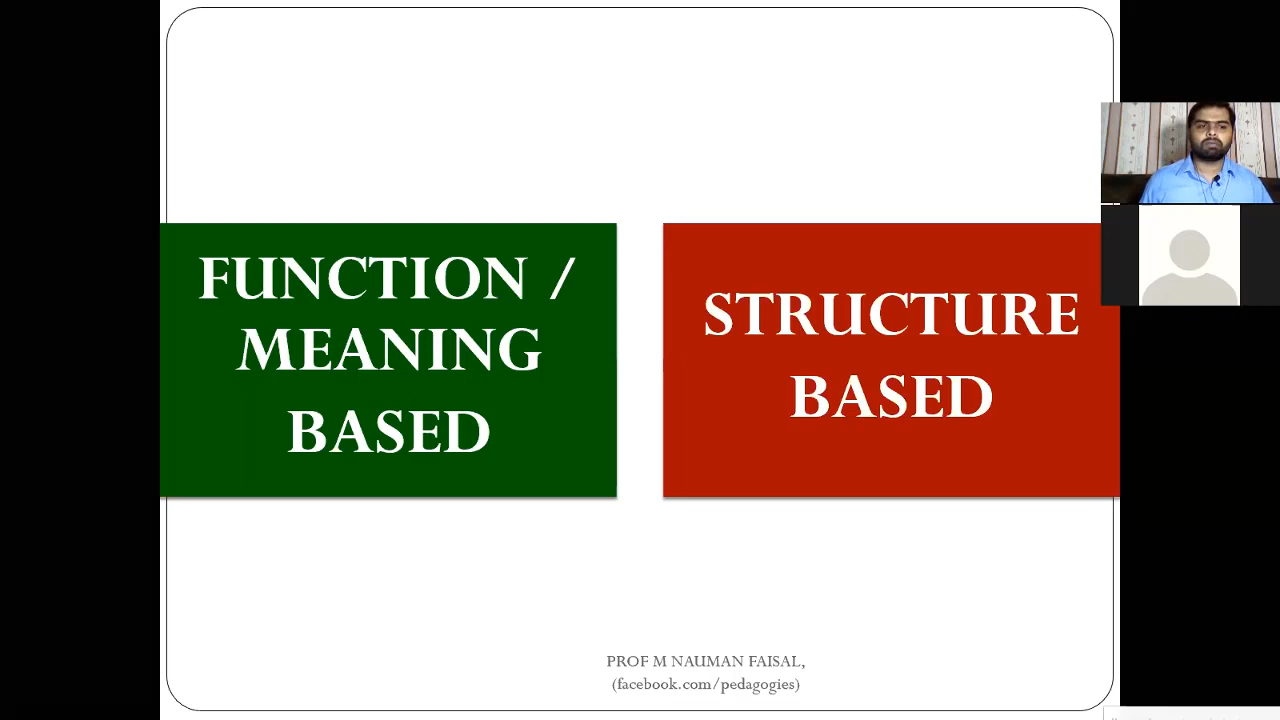 FUNCTION /
MEANING
BASED
STRUCTURE
BASED
PROF M NAUMAN FAISAL,
(facebook.com/pedagogies)